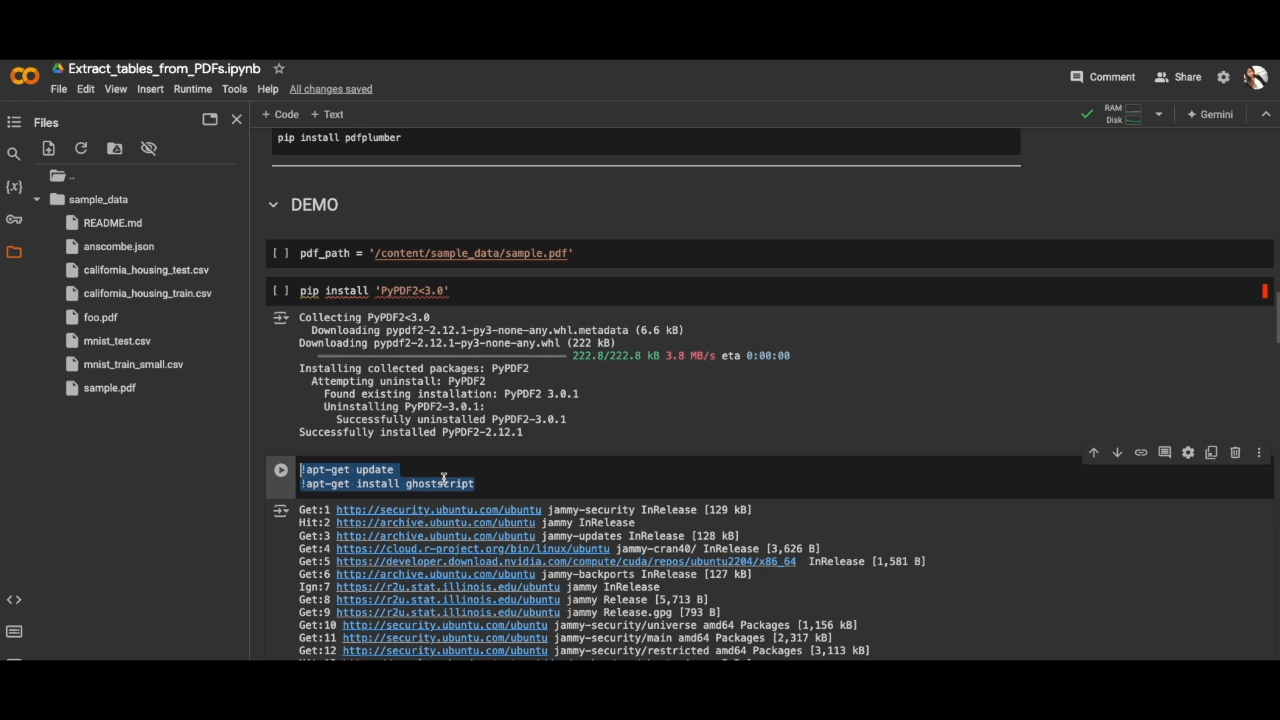 Extract_tables_from_PDFs.ipynb
File Edit View Insert Runtime Tools Help All changes saved
Comment Share
Files
+ Code + Text
RAM
Disk
Gemini
..
sample_data
README.md
anscombe.json
california_housing_test.csv
california_housing_train.csv
foo.pdf
mnist_test.csv
mnist_train_small.csv
sample.pdf
pip install pdfplumber
DEMO
[ ] pdf_path = '/content/sample_data/sample.pdf'
[ ] pip install 'PyPDF2<3.0'
Collecting PyPDF2<3.0
Downloading pypdf2-2.12.1-py3-none-any.whl.metadata (6.6 kB)
Downloading pypdf2-2.12.1-py3-none-any.whl (222 kB)
222.8/222.8 kB 3.8 MB/s eta 0:00:00
Installing collected packages: PyPDF2
Attempting uninstall: PyPDF2
Found existing installation: PyPDF2 3.0.1
Uninstalling PyPDF2-3.0.1:
Successfully uninstalled PyPDF2-3.0.1
Successfully installed PyPDF2-2.12.1
!apt-get update
!apt-get install ghostscript
Get:1 http://security.ubuntu.com/ubuntu jammy-security InRelease [129 kB]
Hit:2 http://archive.ubuntu.com/ubuntu jammy InRelease
Get:3 http://archive.ubuntu.com/ubuntu jammy-updates InRelease [128 kB]
Get:4 https://cloud.r-project.org/bin/linux/ubuntu jammy-cran40/ InRelease [3,626 B]
Get:5 https://developer.download.nvidia.com/compute/cuda/repos/ubuntu2204/x86_64 InRelease [1,581 B]
Get:6 http://archive.ubuntu.com/ubuntu jammy-backports InRelease [127 kB]
Ign:7 https://r2u.stat.illinois.edu/ubuntu jammy InRelease
Get:8 https://r2u.stat.illinois.edu/ubuntu jammy Release [5,713 B]
Get:9 https://r2u.stat.illinois.edu/ubuntu jammy Release.gpg [793 B]
Get:10 http://security.ubuntu.com/ubuntu jammy-security/universe amd64 Packages [1,156 kB]
Get:11 http://security.ubuntu.com/ubuntu jammy-security/main amd64 Packages [2,317 kB]
Get:12 http://security.ubuntu.com/ubuntu jammy-security/restricted amd64 Packages [3,113 kB]